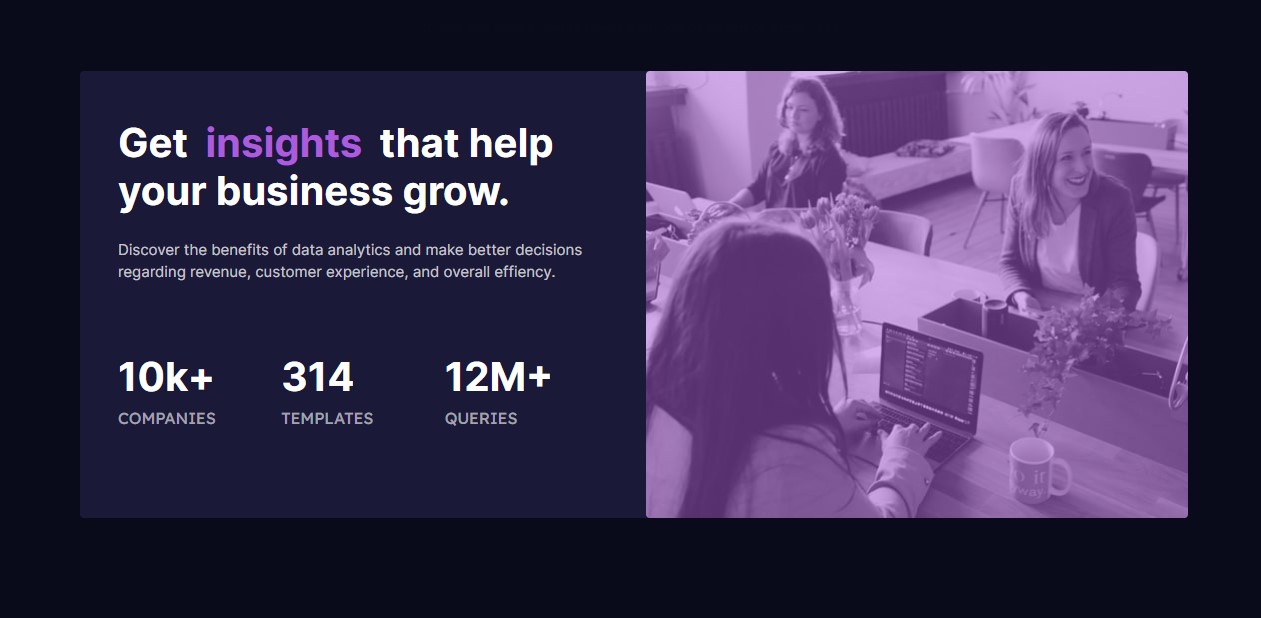 Get insights that help
your business grow.
Discover the benefits of data analytics and make better decisions
regarding revenue, customer experience, and overall effiency.
10k+ 314 12M+
COMPANIES TEMPLATES QUERIES